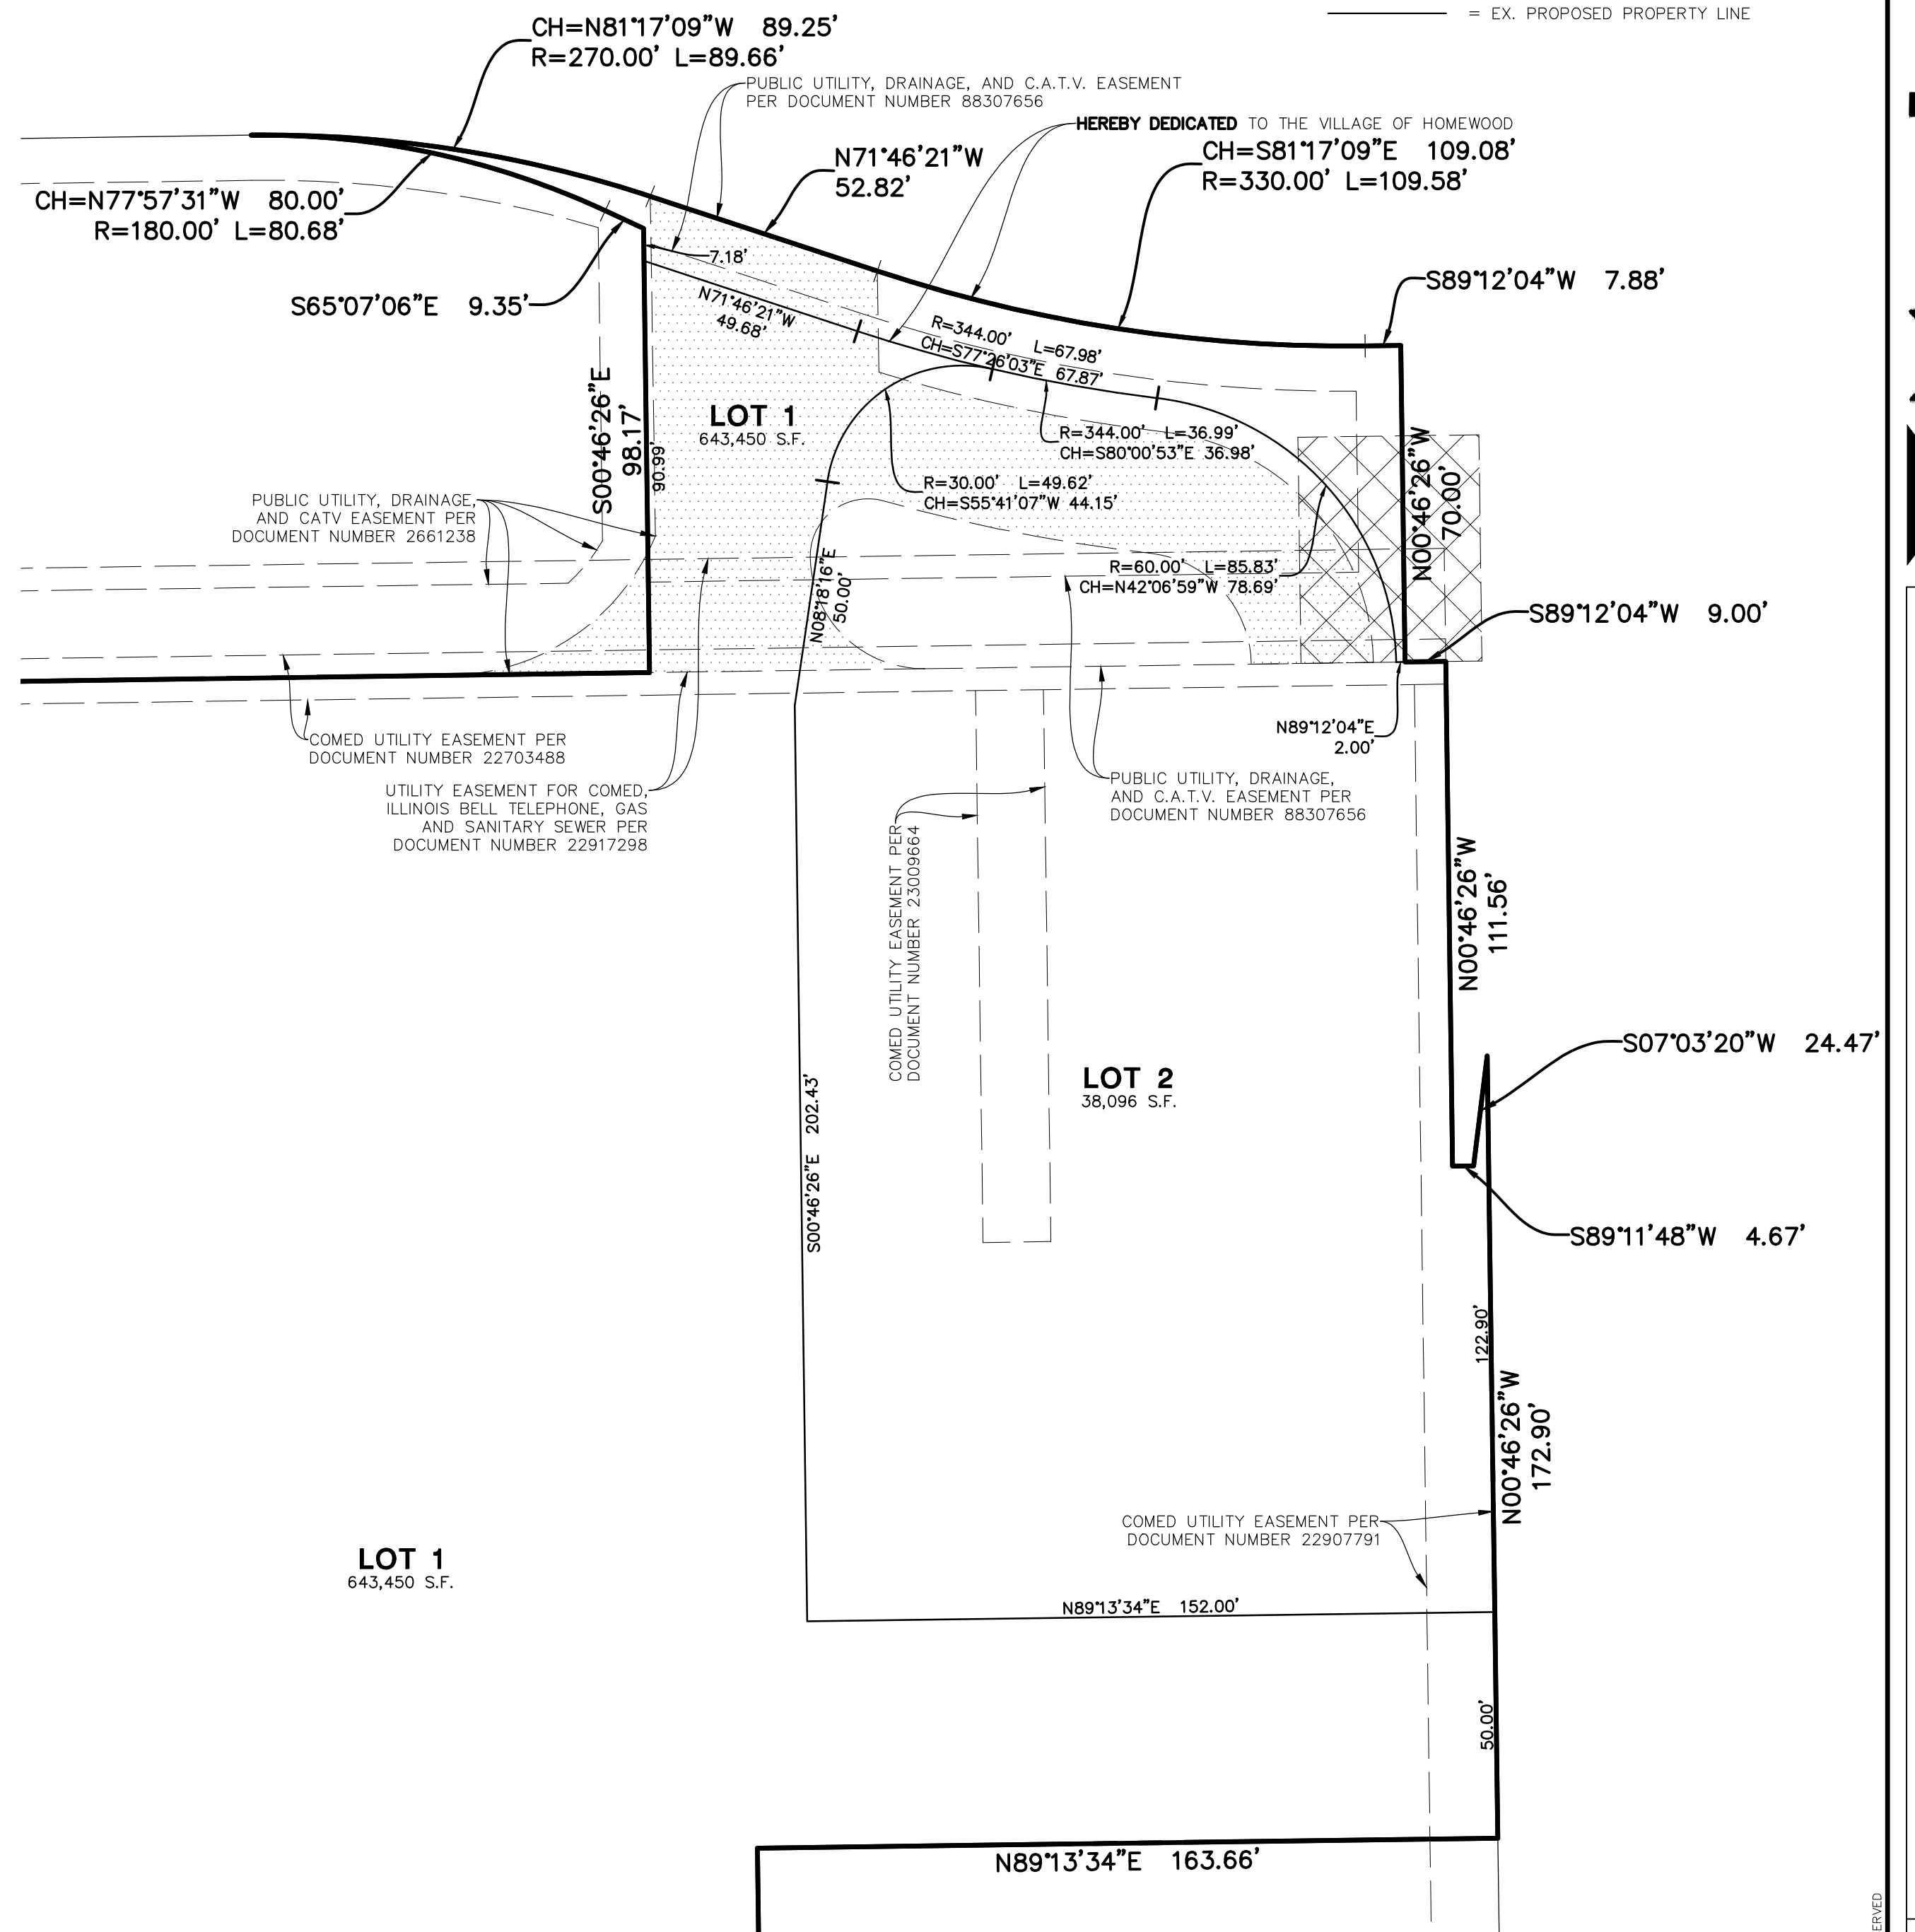 = EX. PROPOSED PROPERTY LINE
CH=N81°17'09"W 89.25'
R=270.00' L=89.66'
PUBLIC UTILITY, DRAINAGE, AND C.A.T.V. EASEMENT
PER DOCUMENT NUMBER 88307656
HEREBY DEDICATED TO THE VILLAGE OF HOMEWOOD
CH=S81°17'09"E 109.08'
R=330.00' L=109.58'
N71°46'21"W
52.82'
CH=N77°57'31"W 80.00'
R=180.00' L=80.68'
7.18'
S89°12'04"W 7.88'
S65°07'06"E 9.35'
N71°46'21"W
49.68'
R=344.00' L=67.98'
CH=S77°26'03"E 67.87'
S00°46'26"E
98.17'
90.99'
LOT 1
643,450 S.F.
R=344.00' L=36.99'
CH=S80°00'53"E 36.98'
R=30.00' L=49.62'
CH=S55°41'07"W 44.15'
N00°46'26"W
70.00'
PUBLIC UTILITY, DRAINAGE,
AND CATV EASEMENT PER
DOCUMENT NUMBER 2661238
R=60.00' L=85.83'
CH=N42°06'59"W 78.69'
N08°18'16"E
50.00'
S89°12'04"W 9.00'
N89°12'04"E
2.00'
COMED UTILITY EASEMENT PER
DOCUMENT NUMBER 22703488
UTILITY EASEMENT FOR COMED,
ILLINOIS BELL TELEPHONE, GAS
AND SANITARY SEWER PER
DOCUMENT NUMBER 22917298
PUBLIC UTILITY, DRAINAGE,
AND C.A.T.V. EASEMENT PER
DOCUMENT NUMBER 88307656
COMED UTILITY EASEMENT PER
DOCUMENT NUMBER 23009664
N00°46'26"W
111.56'
S07°03'20"W 24.47'
LOT 2
38,096 S.F.
S00°46'26"E 202.43'
S89°11'48"W 4.67'
122.90'
N00°46'26"W
172.90'
COMED UTILITY EASEMENT PER
DOCUMENT NUMBER 22907791
LOT 1
643,450 S.F.
N89°13'34"E 152.00'
50.00'
N89°13'34"E 163.66'
ERVED